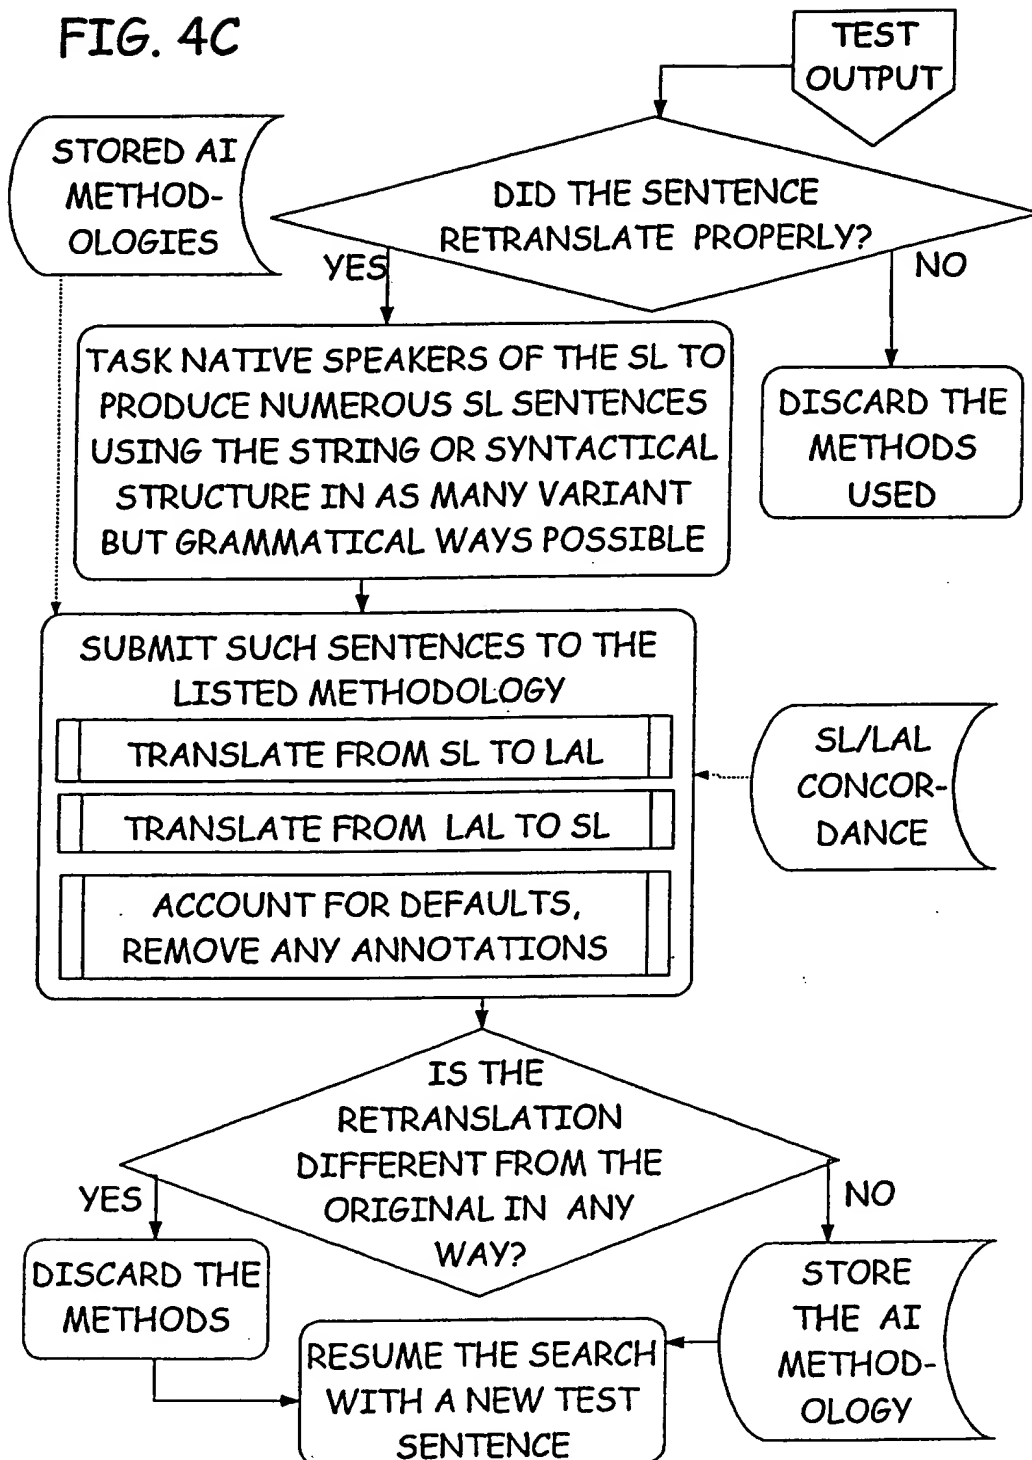 FIG. 4C
TEST
OUTPUT
STORED AI
METHOD-
OLOGIES
DID THE SENTENCE
RETRANSLATE PROPERLY?
YES
NO
TASK NATIVE SPEAKERS OF THE SL TO
PRODUCE NUMEROUS SL SENTENCES
USING THE STRING OR SYNTACTICAL
STRUCTURE IN AS MANY VARIANT
BUT GRAMMATICAL WAYS POSSIBLE
DISCARD THE
METHODS
USED
SUBMIT SUCH SENTENCES TO THE
LISTED METHODOLOGY
TRANSLATE FROM SL TO LAL
TRANSLATE FROM LAL TO SL
ACCOUNT FOR DEFAULTS,
REMOVE ANY ANNOTATIONS
SL/LAL
CONCOR-
DANCE
IS THE
RETRANSLATION
DIFFERENT FROM THE
ORIGINAL IN ANY
WAY?
YES
NO
DISCARD THE
METHODS
STORE
THE AI
METHOD-
OLOGY
RESUME THE SEARCH
WITH A NEW TEST
SENTENCE